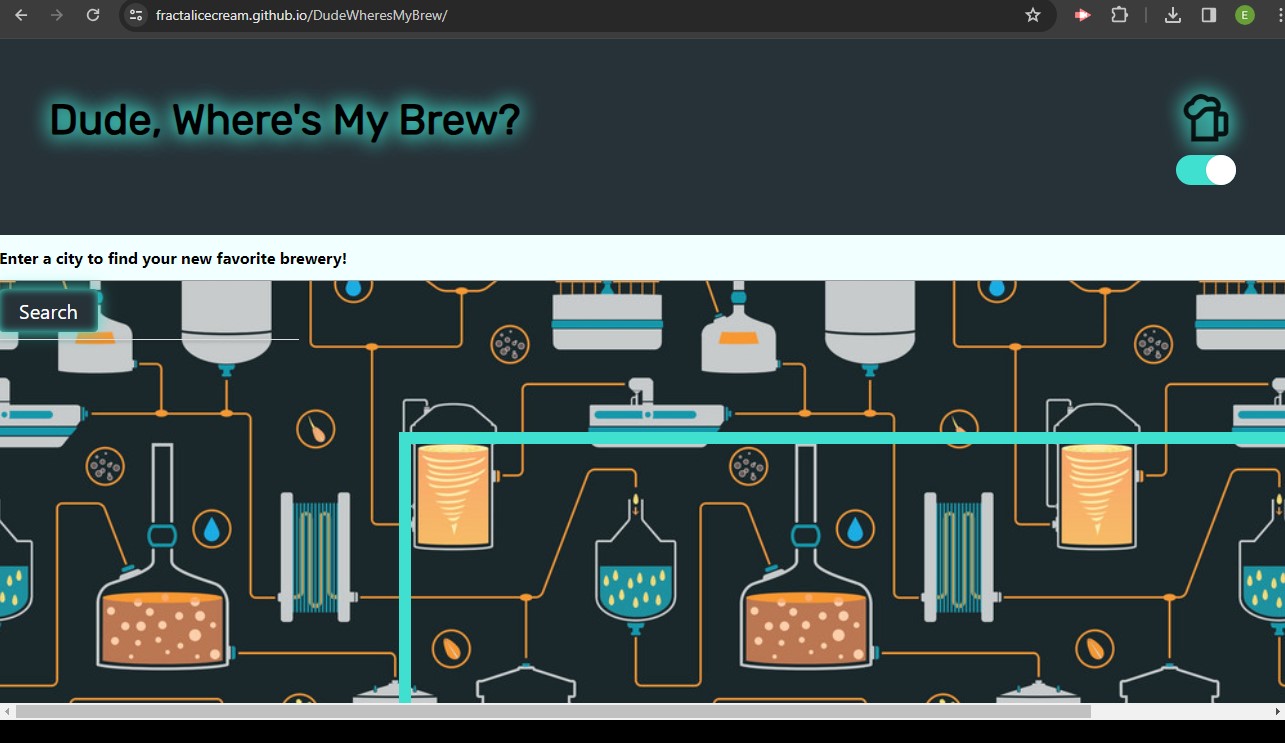 fractalicecream.github.io/DudeWheresMyBrew/
E
Dude, Where's My Brew?
Enter a city to find your new favorite brewery!
Search